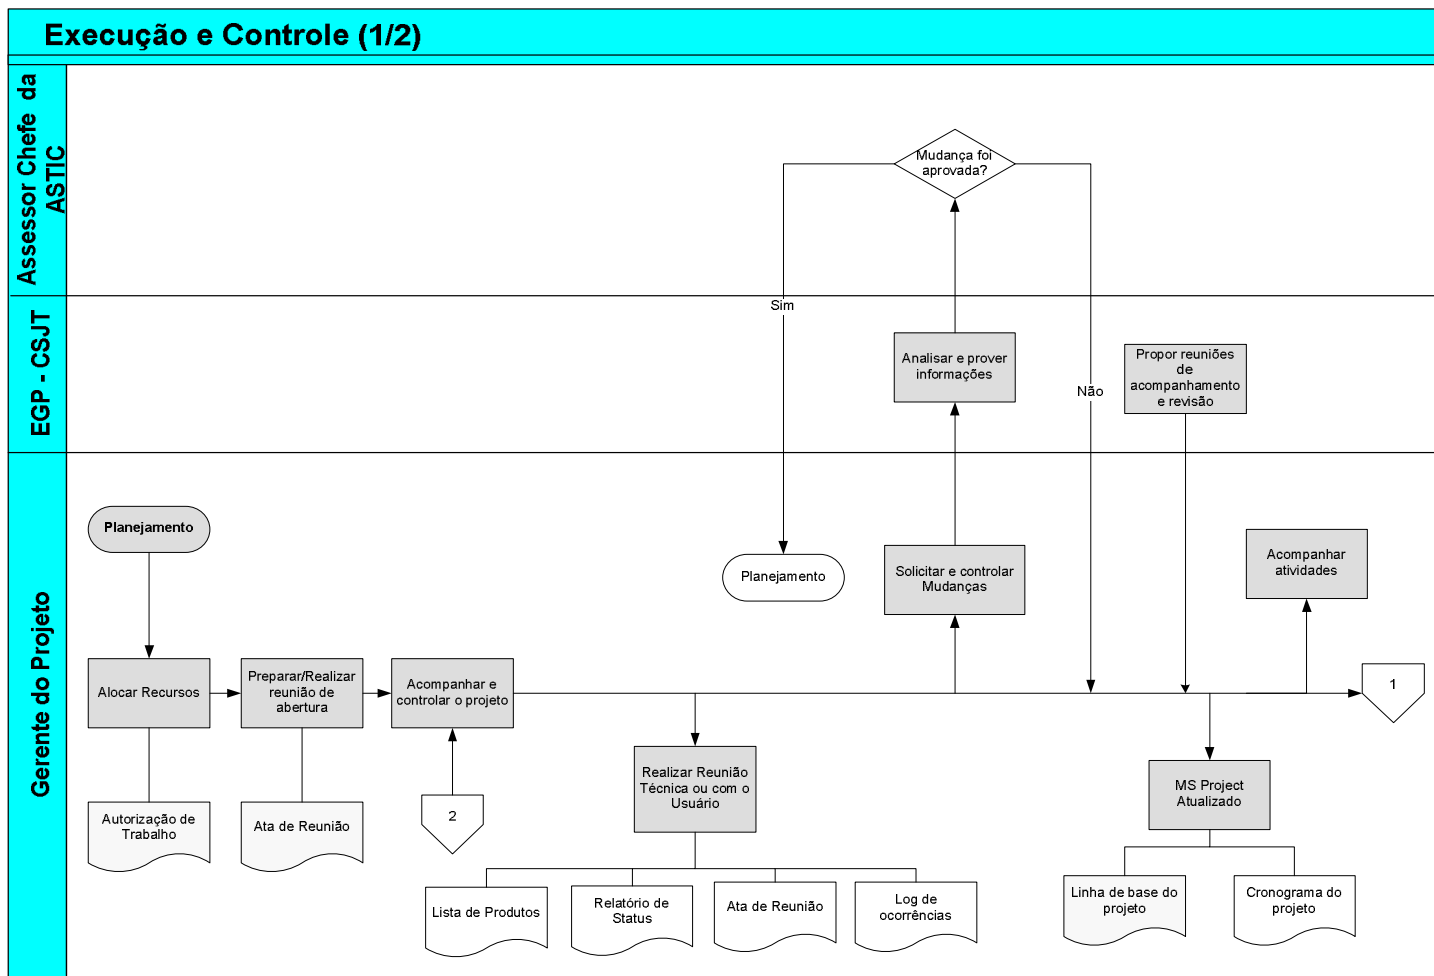 Execução e Controle (1/2)
Assessor Chefe da
ASTIC
Mudança foi
aprovada?
Sim
EGP - CSJT
Analisar e prover
informações
Não
Propor reuniões
de
acompanhamento
e revisão
Gerente do Projeto
Planejamento
Planejamento
Solicitar e controlar
Mudanças
Acompanhar
atividades
Alocar Recursos
Preparar/Realizar
reunião de
abertura
Acompanhar e
controlar o projeto
1
Realizar Reunião
Técnica ou com o
Usuário
MS Project
Atualizado
Autorização de
Trabalho
Ata de Reunião
2
Lista de Produtos
Relatório de
Status
Ata de Reunião
Log de
ocorrências
Linha de base do
projeto
Cronograma do
projeto